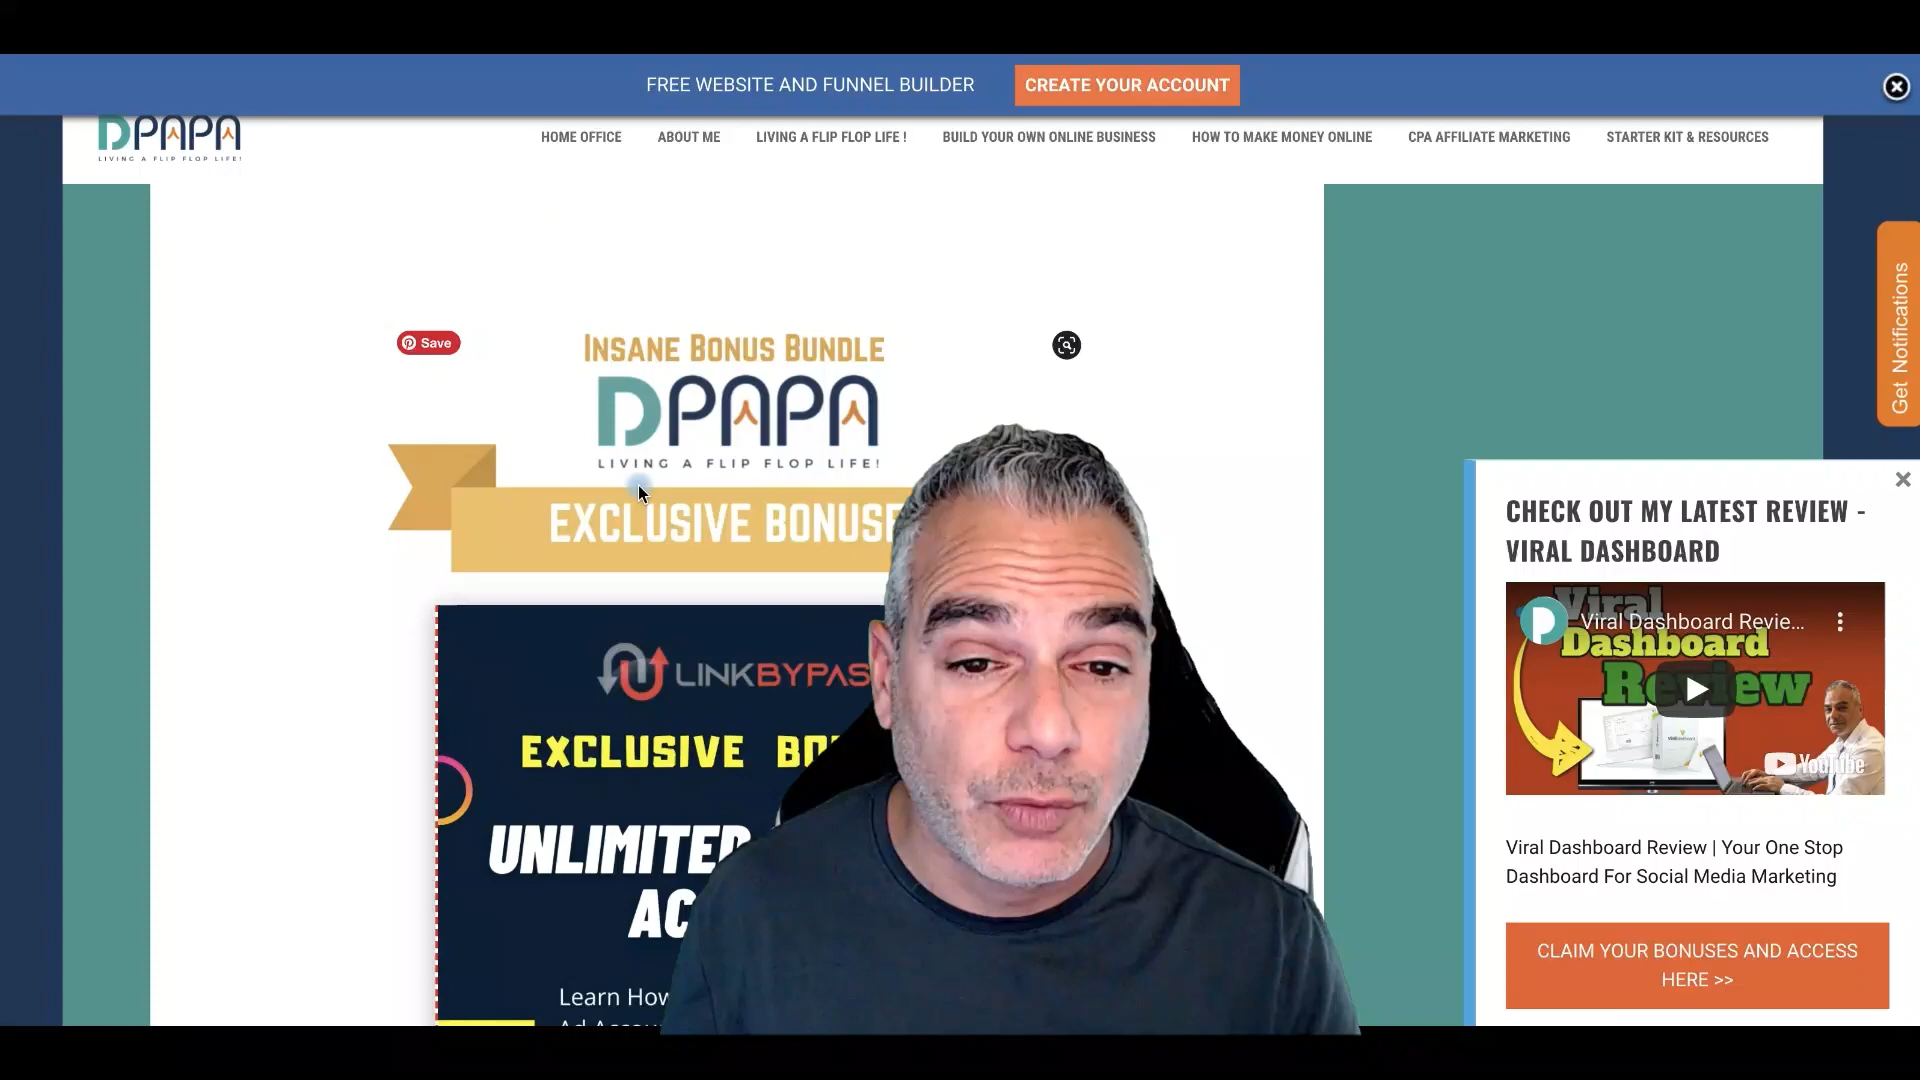 FREE WEBSITE AND FUNNEL BUILDER
CREATE YOUR ACCOUNT
DPAPA
LIVING A FLIP FLOP LIFE!
HOME OFFICE
ABOUT ME
LIVING A FLIP FLOP LIFE !
BUILD YOUR OWN ONLINE BUSINESS
HOW TO MAKE MONEY ONLINE
CPA AFFILIATE MARKETING
STARTER KIT & RESOURCES
Get Notifications
Save
INSANE BONUS BUNDLE
DPAPA
LIVING A FLIP FLOP LIFE!
EXCLUSIVE BONUSE
LINKBYPAS
EXCLUSIVE BO
UNLIMITED
AC
Learn How
Ad Accou
CHECK OUT MY LATEST REVIEW -
VIRAL DASHBOARD
Viral Dashboard Revie...
Viral
Dashboard
Review
YouTube
Viral Dashboard Review | Your One Stop
Dashboard For Social Media Marketing
CLAIM YOUR BONUSES AND ACCESS
HERE >>